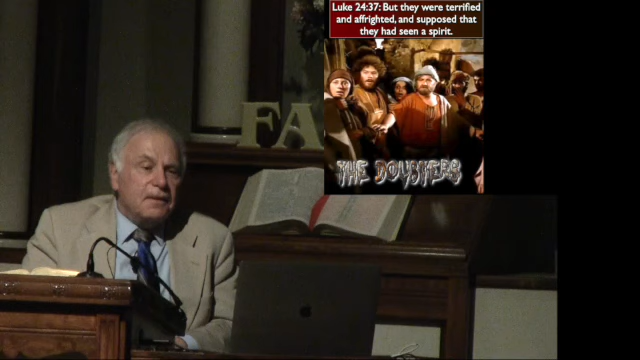 Luke 24:37: But they were terrified
and affrighted, and supposed that
they had seen a spirit.
FA
THE DOUBTERS